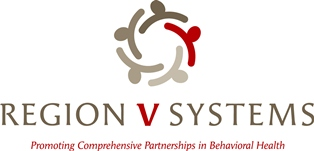 REGION V SYSTEMS
Promoting Comprehensive Partnerships in Behavioral Health